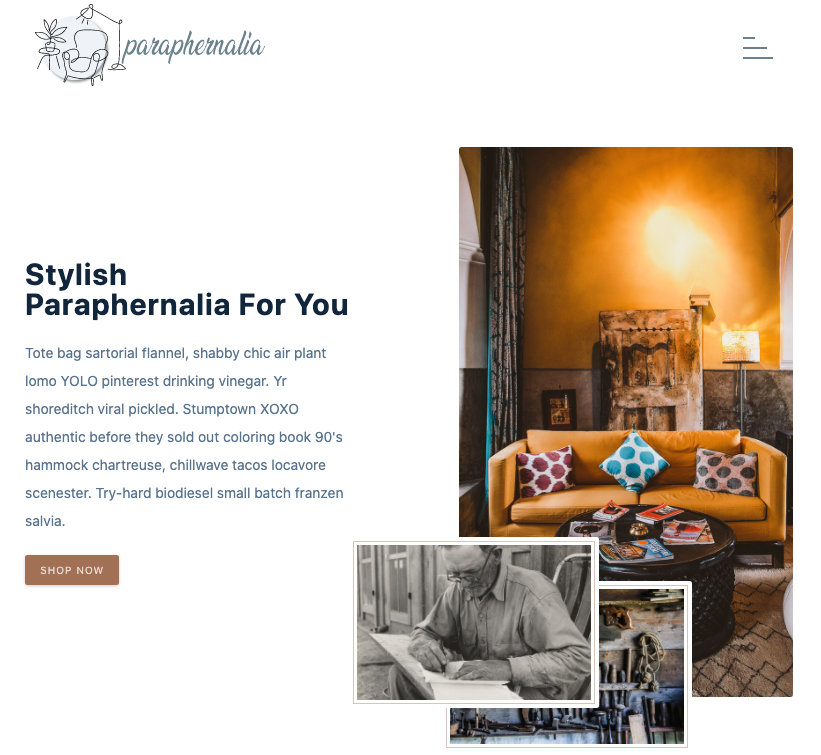 paraphernalia
Stylish
Paraphernalia For You
Tote bag sartorial flannel, shabby chic air plant
lomo YOLO pinterest drinking vinegar. Yr
shoreditch viral pickled. Stumptown XOXO
authentic before they sold out coloring book 90's
hammock chartreuse, chillwave tacos locavore
scenester. Try-hard biodiesel small batch franzen
salvia.
SHOP NOW